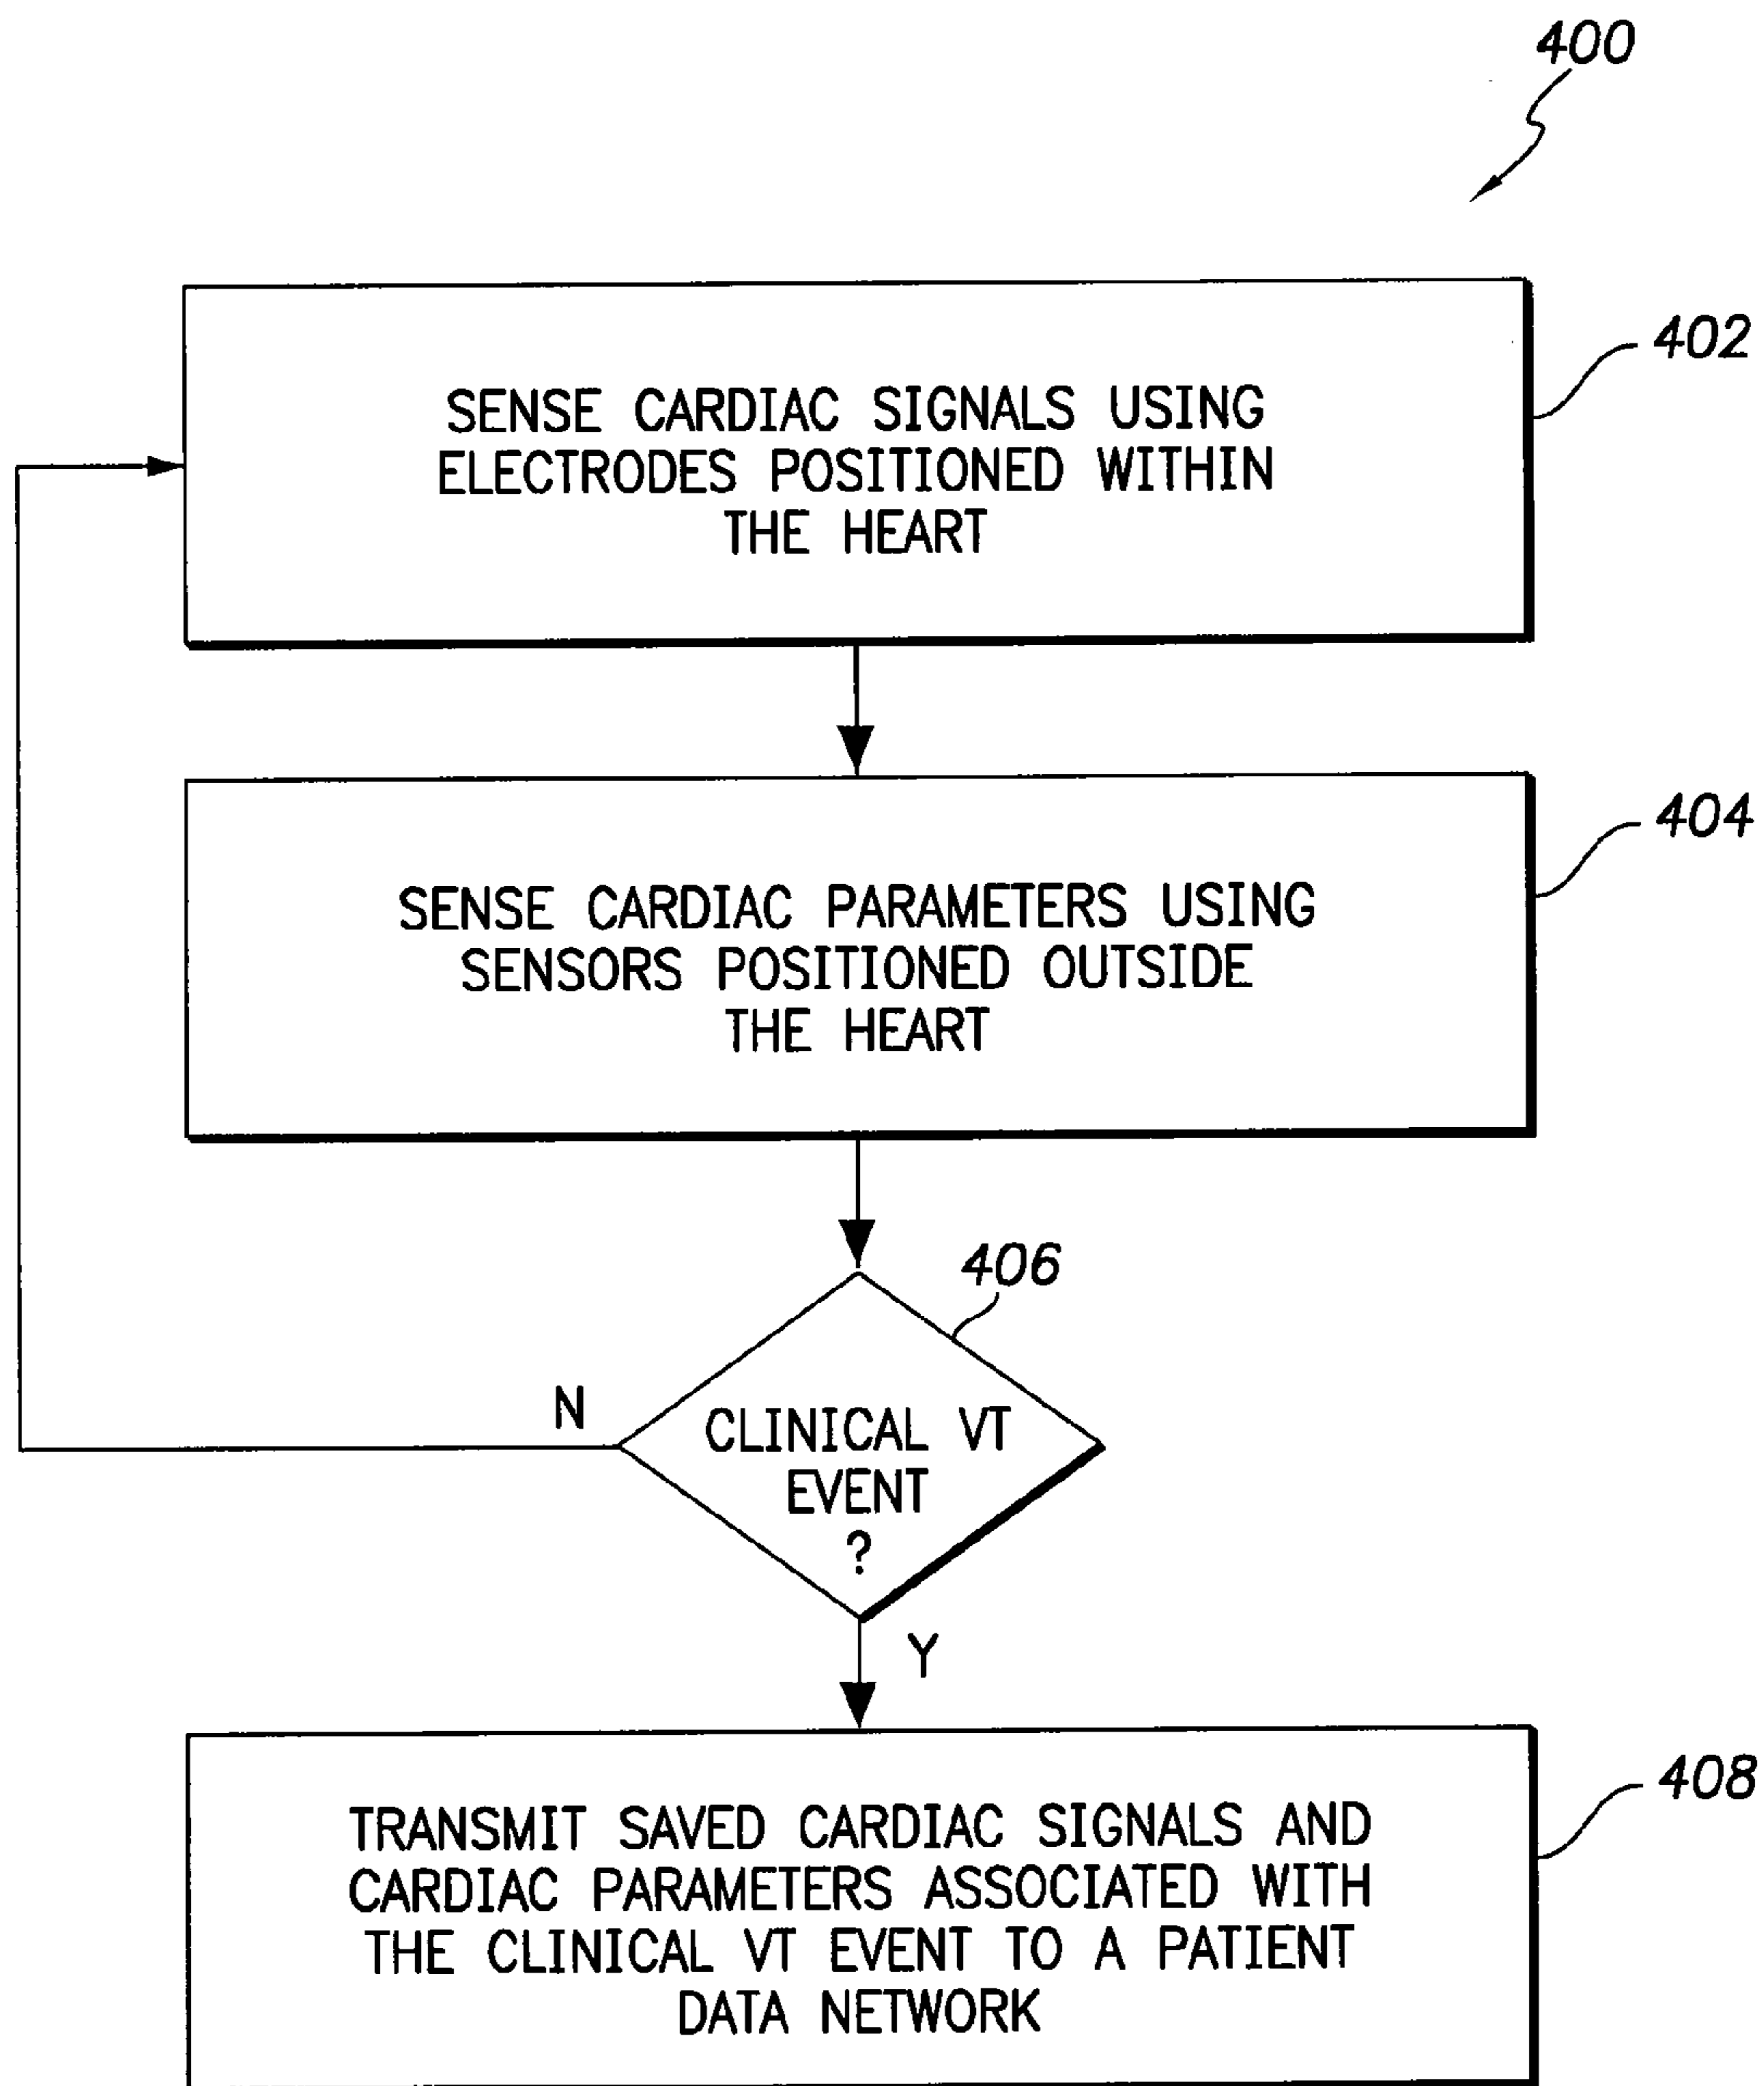 400
SENSE CARDIAC SIGNALS USING
ELECTRODES POSITIONED WITHIN
THE HEART
402
SENSE CARDIAC PARAMETERS USING
SENSORS POSITIONED OUTSIDE
THE HEART
404
406
N
CLINICAL VT
EVENT
?
Y
TRANSMIT SAVED CARDIAC SIGNALS AND
CARDIAC PARAMETERS ASSOCIATED WITH
THE CLINICAL VT EVENT TO A PATIENT
DATA NETWORK
408